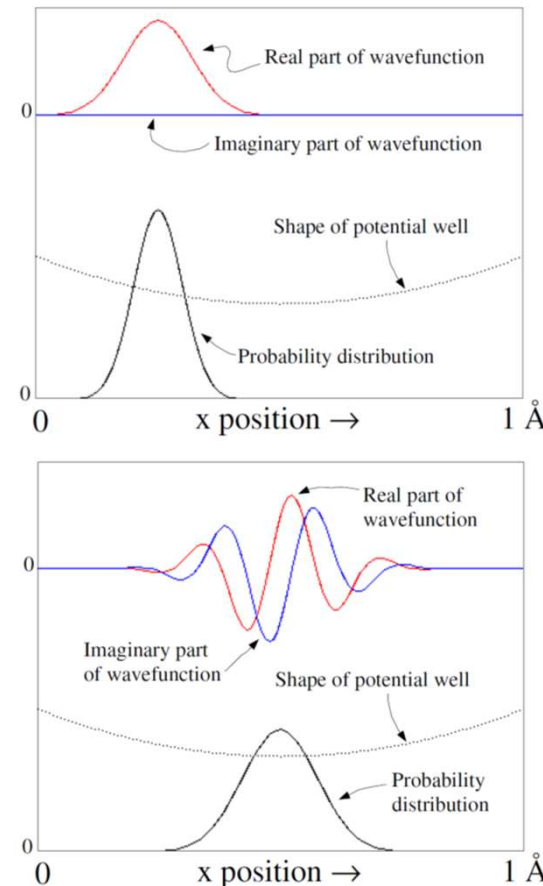 Real part of wavefunction
0
Imaginary part of wavefunction
Shape of potential well
Probability distribution
0
0 x position → 1 Å
Real part of
wavefunction
0
Imaginary part
of wavefunction
Shape of potential well
Probability
distribution
0
0 x position → 1 Å